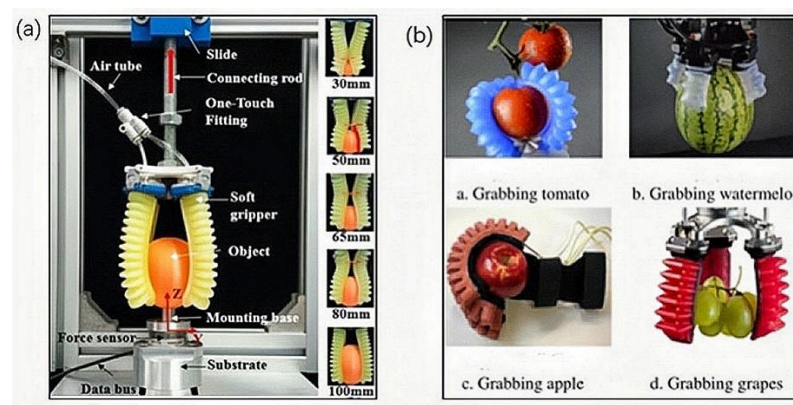 (a)
Slide
Air tube
Connecting rod
One-Touch
Fitting
Soft
gripper
Object
Z
Mounting base
Force sensor
Y
Substrate
Data bus
30mm
50mm
65mm
80mm
100mm
(b)
a. Grabbing tomato
b. Grabbing watermelo
c. Grabbing apple
d. Grabbing grapes